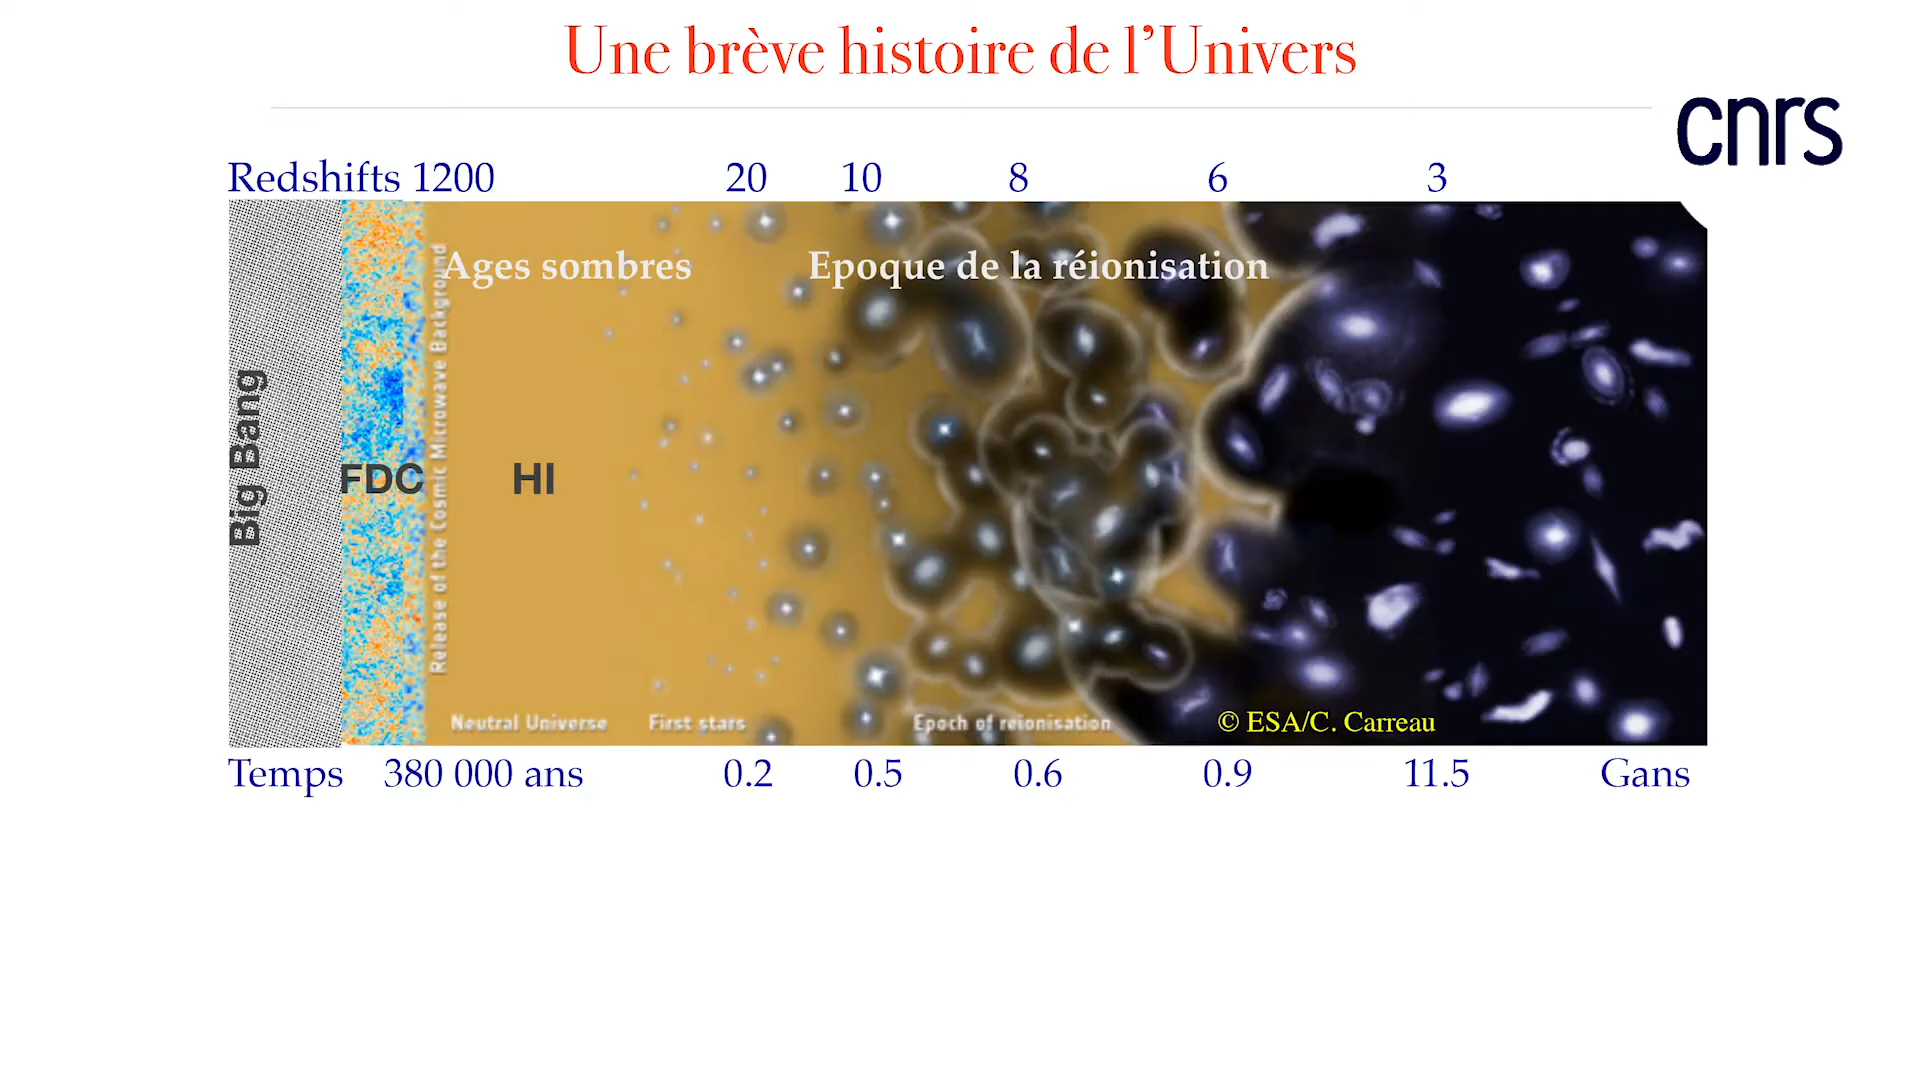 Une brève histoire de l’Univers
cnrs
Redshifts 1200 20 10 8 6 3
Ages sombres Epoque de la réionisation
Big Bang
FDC
Release of the Cosmic Microwave Background
HI
Neutral Universe First stars Epoch of reionisation © ESA/C. Carreau
Temps 380 000 ans 0.2 0.5 0.6 0.9 11.5 Gans